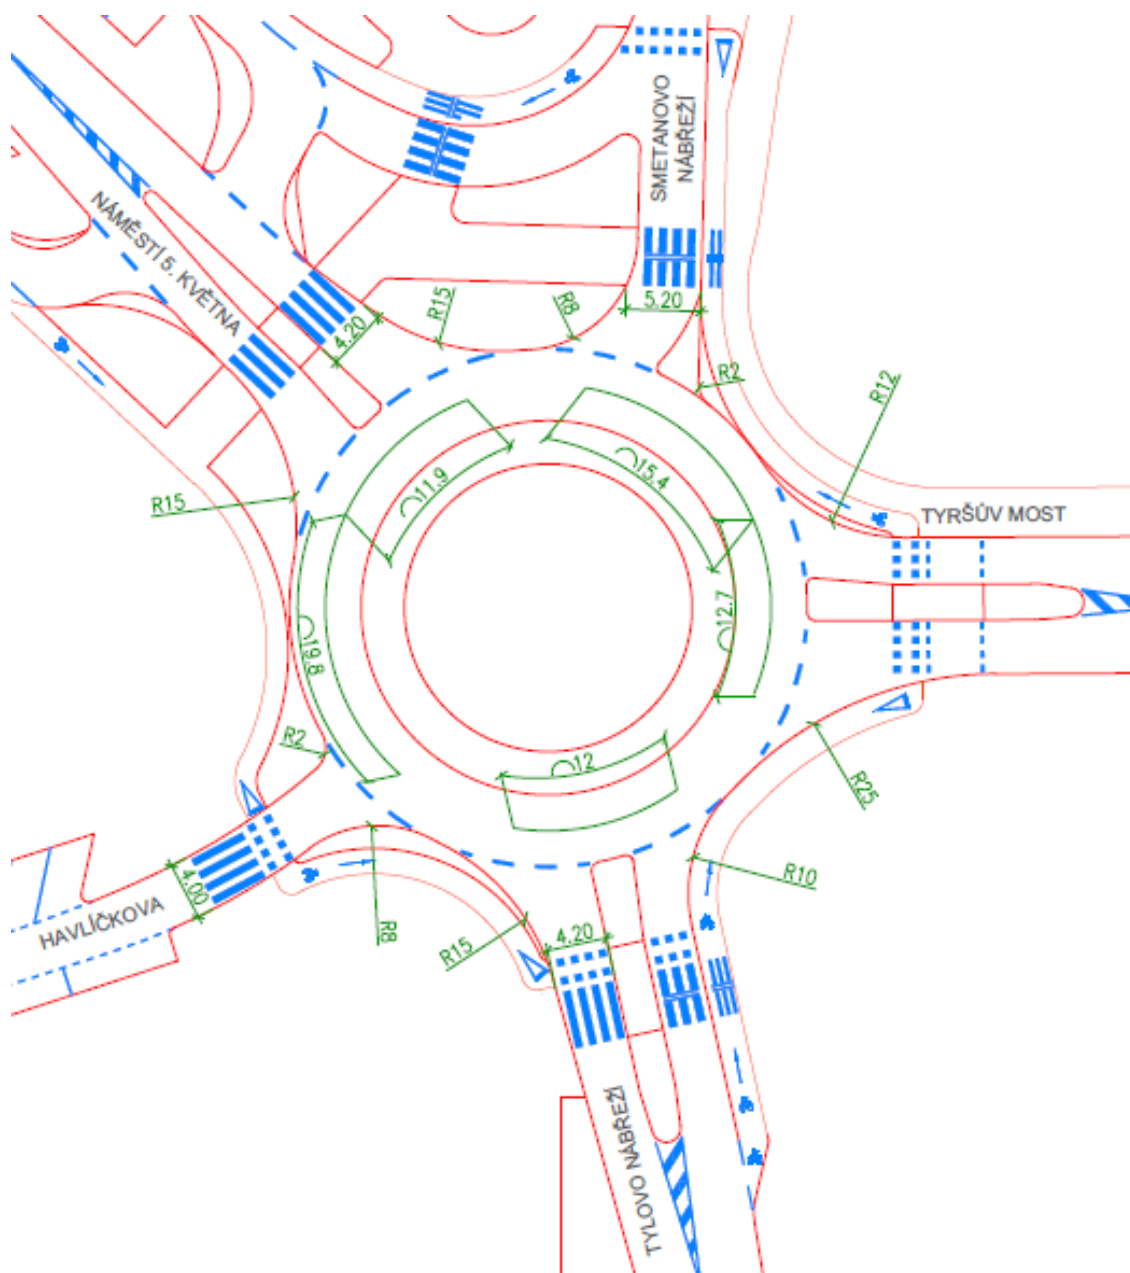 SMETANOVO
NÁBŘEŽÍ
NÁMĚSTÍ 5. KVĚTNA
R15
R8
5.20
4.20
R2
R12
15.4
11.9
R15
TYRŠŮV MOST
12.7
19.8
R2
12
R25
R10
4.00
HAVLÍČKOVA
R8
R15
4.20
TYLOVO NÁBŘEŽÍ